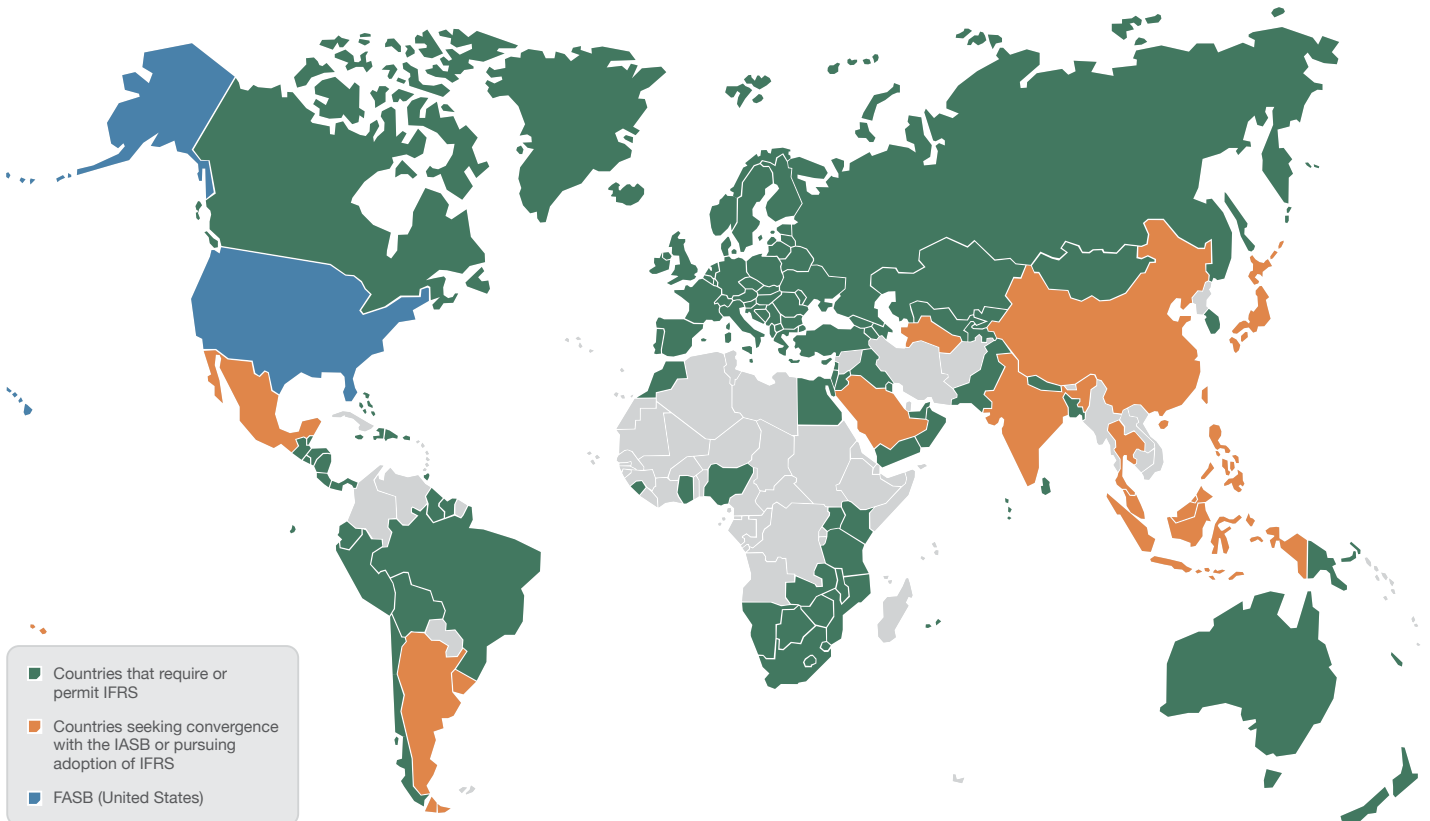 Countries that require or
permit IFRS
Countries seeking convergence
with the IASB or pursuing
adoption of IFRS
FASB (United States)